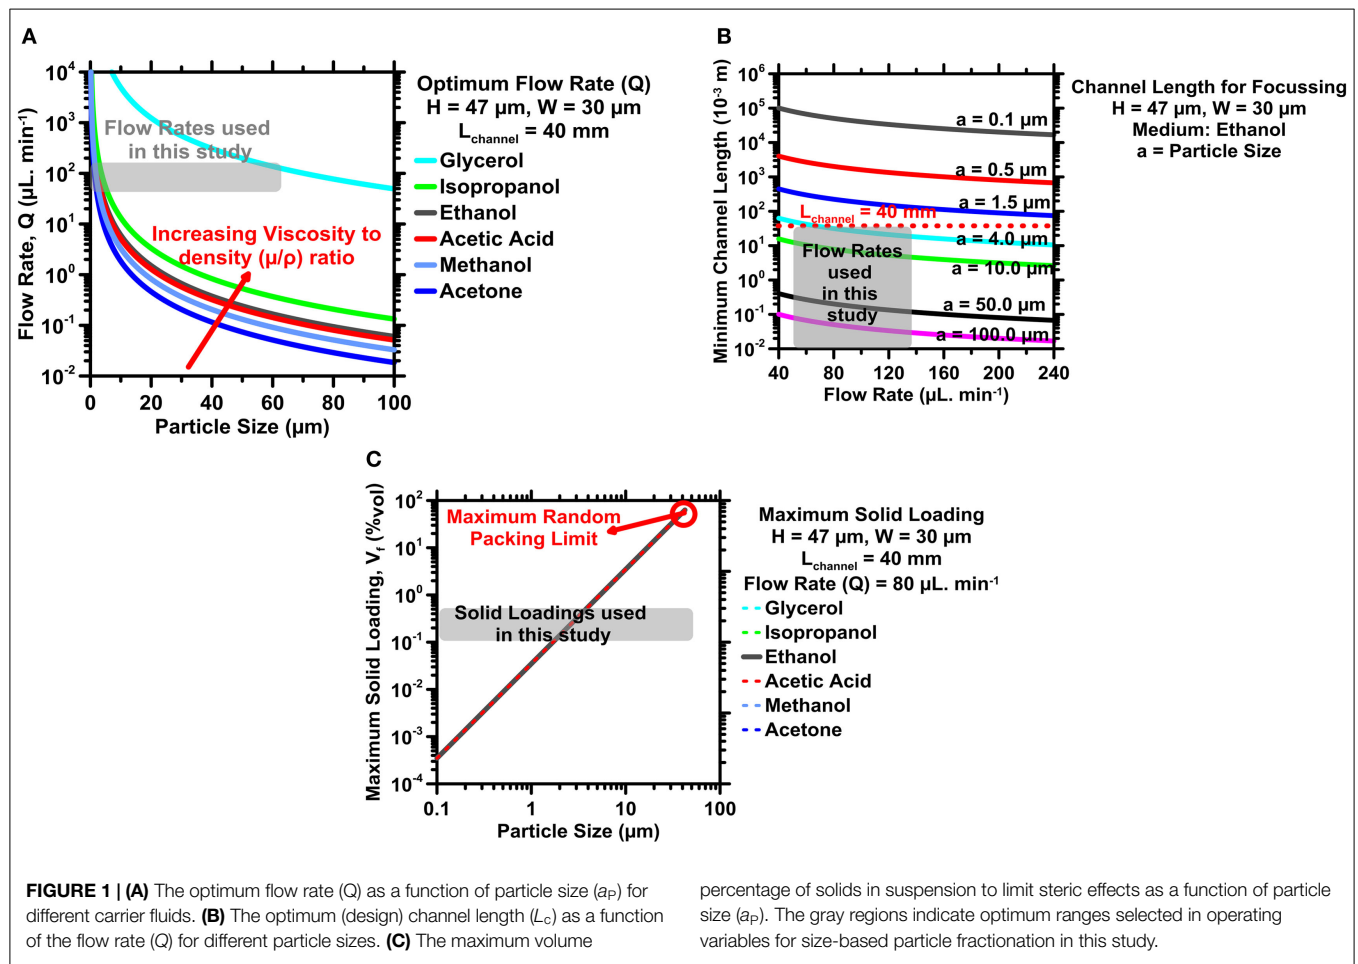 A
10⁴
10³
10²
10¹
10⁰
10⁻¹
10⁻²
Flow Rate, Q (µL. min⁻¹)
0
20
40
60
80
100
Particle Size (µm)
Flow Rates used
in this study
Increasing Viscosity to
density (µ/ρ) ratio
Optimum Flow Rate (Q)
H = 47 µm, W = 30 µm
L_channel = 40 mm
Glycerol
Isopropanol
Ethanol
Acetic Acid
Methanol
Acetone
B
10⁶
10⁵
10⁴
10³
10²
10¹
10⁰
10⁻¹
10⁻²
Minimum Channel Length (10⁻³ m)
40
80
120
160
200
240
Flow Rate (µL. min⁻¹)
a = 0.1 µm
a = 0.5 µm
a = 1.5 µm
L_channel = 40 mm
a = 4.0 µm
a = 10.0 µm
a = 50.0 µm
a = 100.0 µm
Flow Rates
used
in this
study
Channel Length for Focussing
H = 47 µm, W = 30 µm
Medium: Ethanol
a = Particle Size
C
10²
10¹
10⁰
10⁻¹
10⁻²
10⁻³
10⁻⁴
Maximum Solid Loading, V_f (%vol)
0.1
1
10
100
Particle Size (µm)
Maximum Random
Packing Limit
Solid Loadings used
in this study
Maximum Solid Loading
H = 47 µm, W = 30 µm
L_channel = 40 mm
Flow Rate (Q) = 80 µL. min⁻¹
Glycerol
Isopropanol
Ethanol
Acetic Acid
Methanol
Acetone
FIGURE 1 | (A) The optimum flow rate (Q) as a function of particle size (a_P) for
different carrier fluids. (B) The optimum (design) channel length (L_c) as a function
of the flow rate (Q) for different particle sizes. (C) The maximum volume
percentage of solids in suspension to limit steric effects as a function of particle
size (a_P). The gray regions indicate optimum ranges selected in operating
variables for size-based particle fractionation in this study.